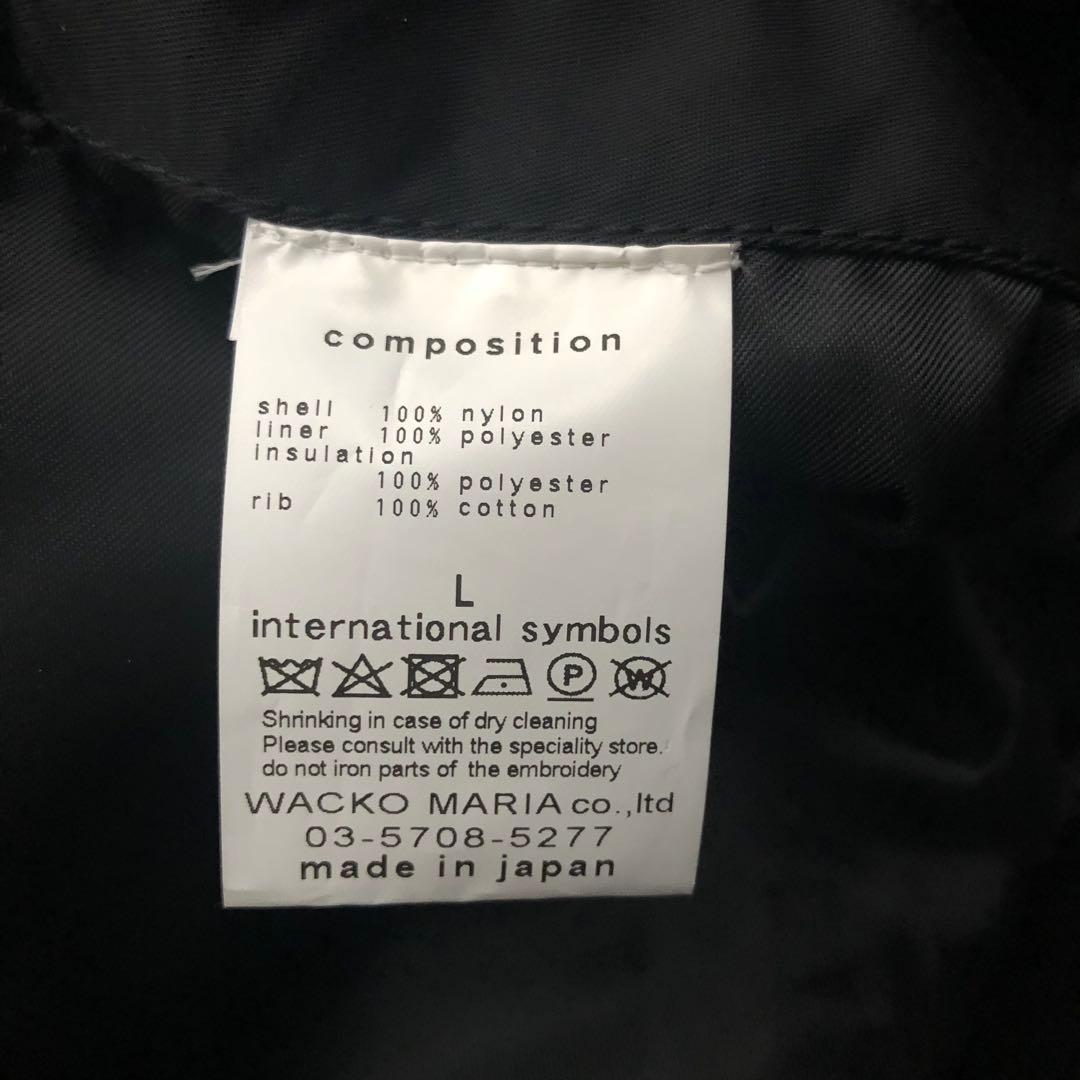 composition
shell 100% nylon
liner 100% polyester
insulation
100% polyester
rib 100% cotton
L
international symbols
P W
Shrinking in case of dry cleaning
Please consult with the speciality store.
do not iron parts of the embroidery
WACKO MARIA co.,ltd
03-5708-5277
made in japan